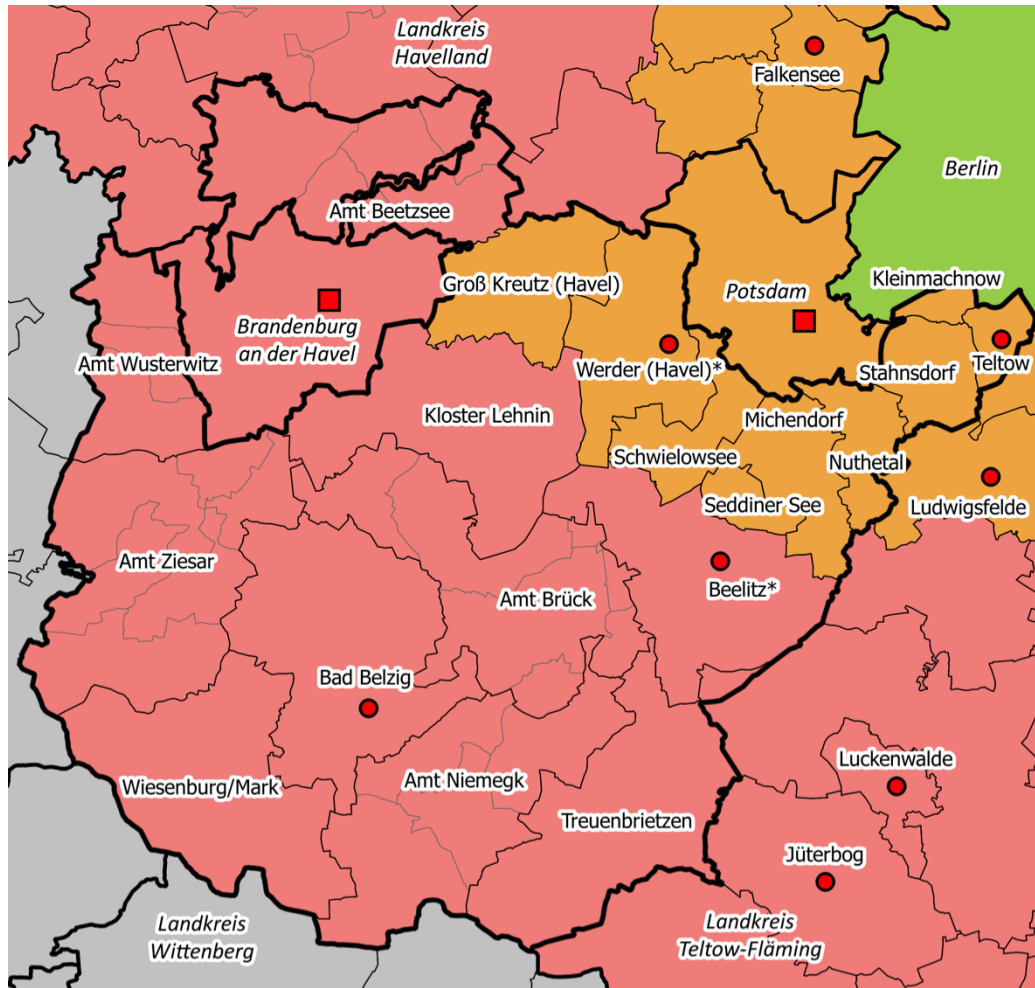 Landkreis
Havelland
Falkensee
Berlin
Amt Beetzsee
Groß Kreutz (Havel)
Kleinmachnow
Potsdam
Brandenburg
an der Havel
Amt Wusterwitz
Werder (Havel)*
Stahnsdorf
Teltow
Kloster Lehnin
Michendorf
Schwielowsee
Nuthetal
Seddiner See
Ludwigsfelde
Amt Ziesar
Amt Brück
Beelitz*
Bad Belzig
Wiesenburg/Mark
Amt Niemegk
Luckenwalde
Treuenbrietzen
Jüterbog
Landkreis
Wittenberg
Landkreis
Teltow-Fläming